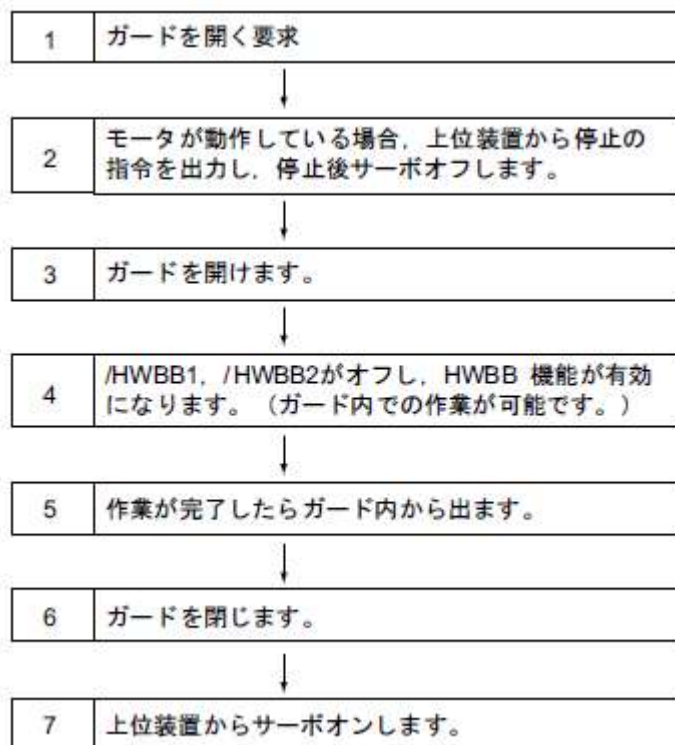 1 ガードを開く要求
2 モータが動作している場合，上位装置から停止の
指令を出力し，停止後サーボオフします。
3 ガードを開けます。
4 /HWBB1，/HWBB2がオフし，HWBB 機能が有効
になります。（ガード内での作業が可能です。）
5 作業が完了したらガード内から出ます。
6 ガードを閉じます。
7 上位装置からサーボオンします。